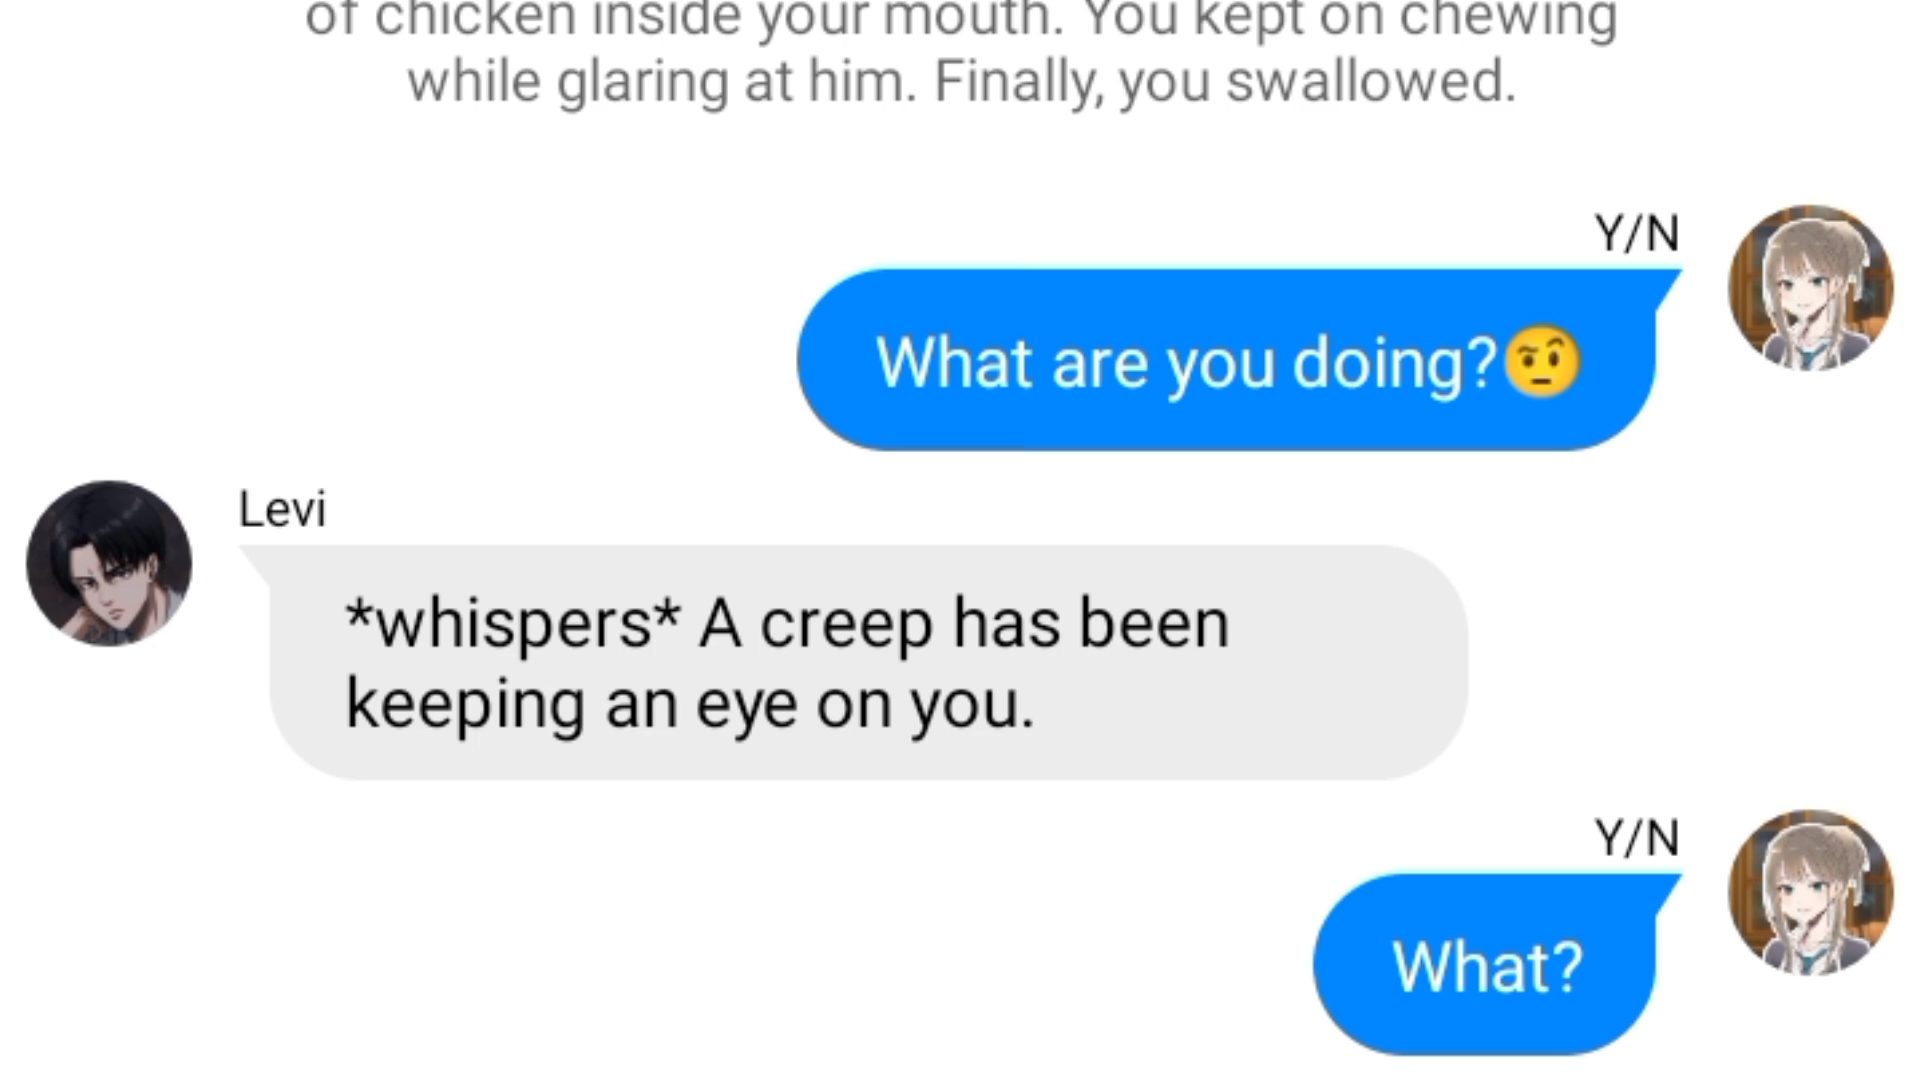 of chicken inside your mouth. You kept on chewing
while glaring at him. Finally, you swallowed.
Y/N
What are you doing?🤨
Levi
*whispers* A creep has been
keeping an eye on you.
Y/N
What?